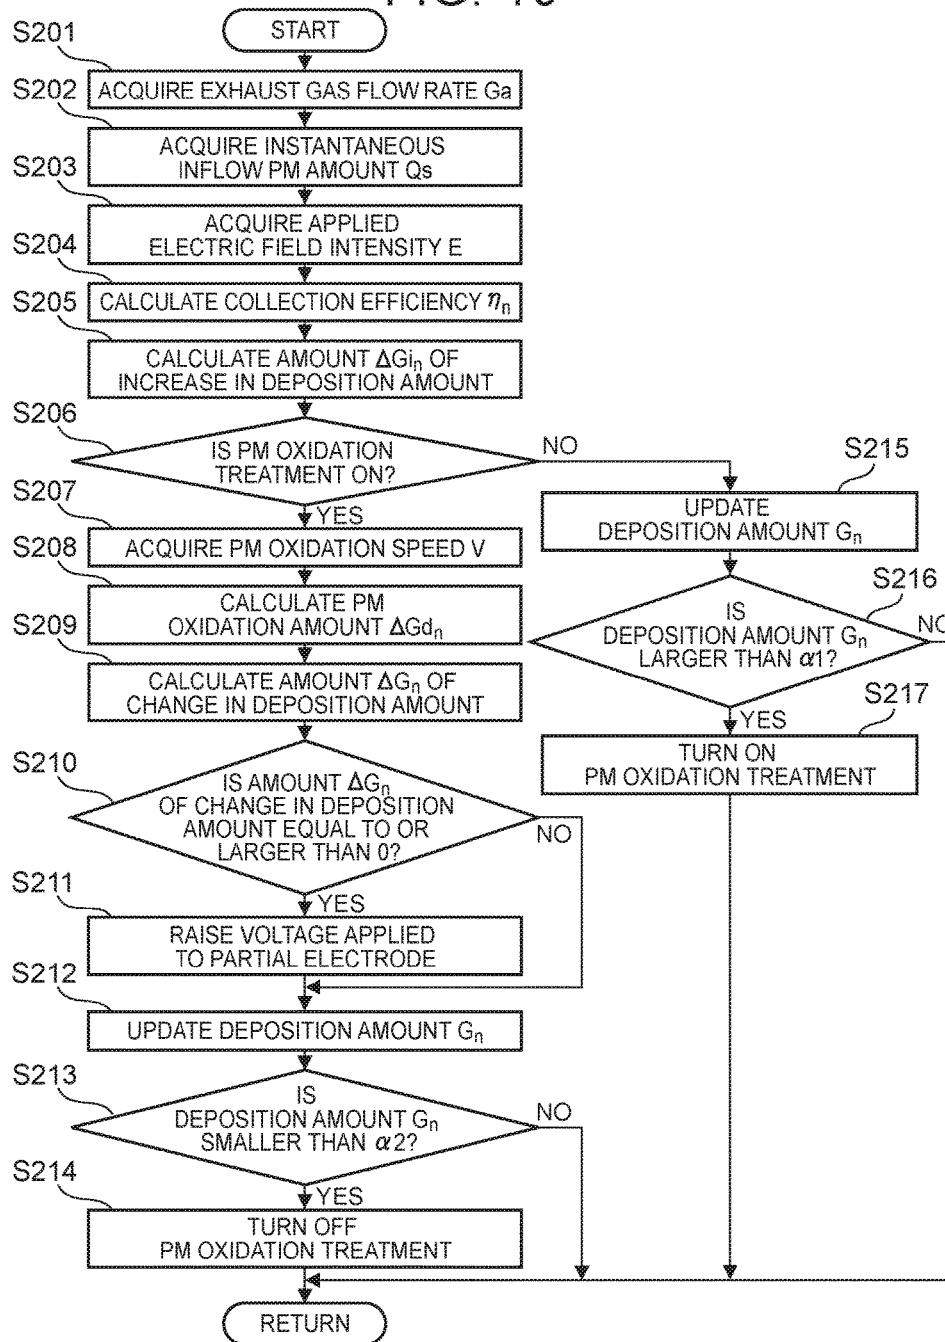 S201
START
S202
ACQUIRE EXHAUST GAS FLOW RATE Ga
S203
ACQUIRE INSTANTANEOUS
INFLOW PM AMOUNT Qs
S204
ACQUIRE APPLIED
ELECTRIC FIELD INTENSITY E
S205
CALCULATE COLLECTION EFFICIENCY ηn
CALCULATE AMOUNT ΔGin OF
INCREASE IN DEPOSITION AMOUNT
S206
IS PM OXIDATION
TREATMENT ON?
NO
YES
S207
ACQUIRE PM OXIDATION SPEED V
S208
CALCULATE PM
OXIDATION AMOUNT ΔGdn
S209
CALCULATE AMOUNT ΔGn OF
CHANGE IN DEPOSITION AMOUNT
S210
IS AMOUNT ΔGn
OF CHANGE IN DEPOSITION
AMOUNT EQUAL TO OR
LARGER THAN 0?
NO
YES
S211
RAISE VOLTAGE APPLIED
TO PARTIAL ELECTRODE
S212
UPDATE DEPOSITION AMOUNT Gn
S213
IS
DEPOSITION AMOUNT Gn
SMALLER THAN α2?
NO
YES
S214
TURN OFF
PM OXIDATION TREATMENT
RETURN
S215
UPDATE
DEPOSITION AMOUNT Gn
S216
IS
DEPOSITION AMOUNT Gn
LARGER THAN α1?
NO
YES
S217
TURN ON
PM OXIDATION TREATMENT